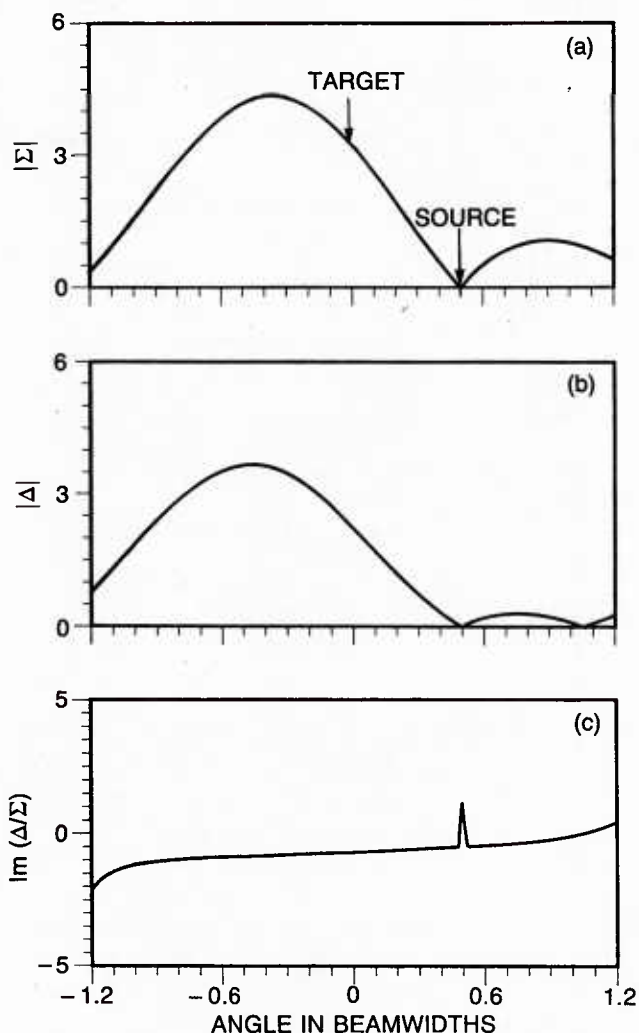 6
(a)
TARGET
|Σ|
3
SOURCE
0
6
(b)
|Δ|
3
0
5
(c)
Im (Δ/Σ)
0
−5
−1.2
−0.6
0
0.6
1.2
ANGLE IN BEAMWIDTHS